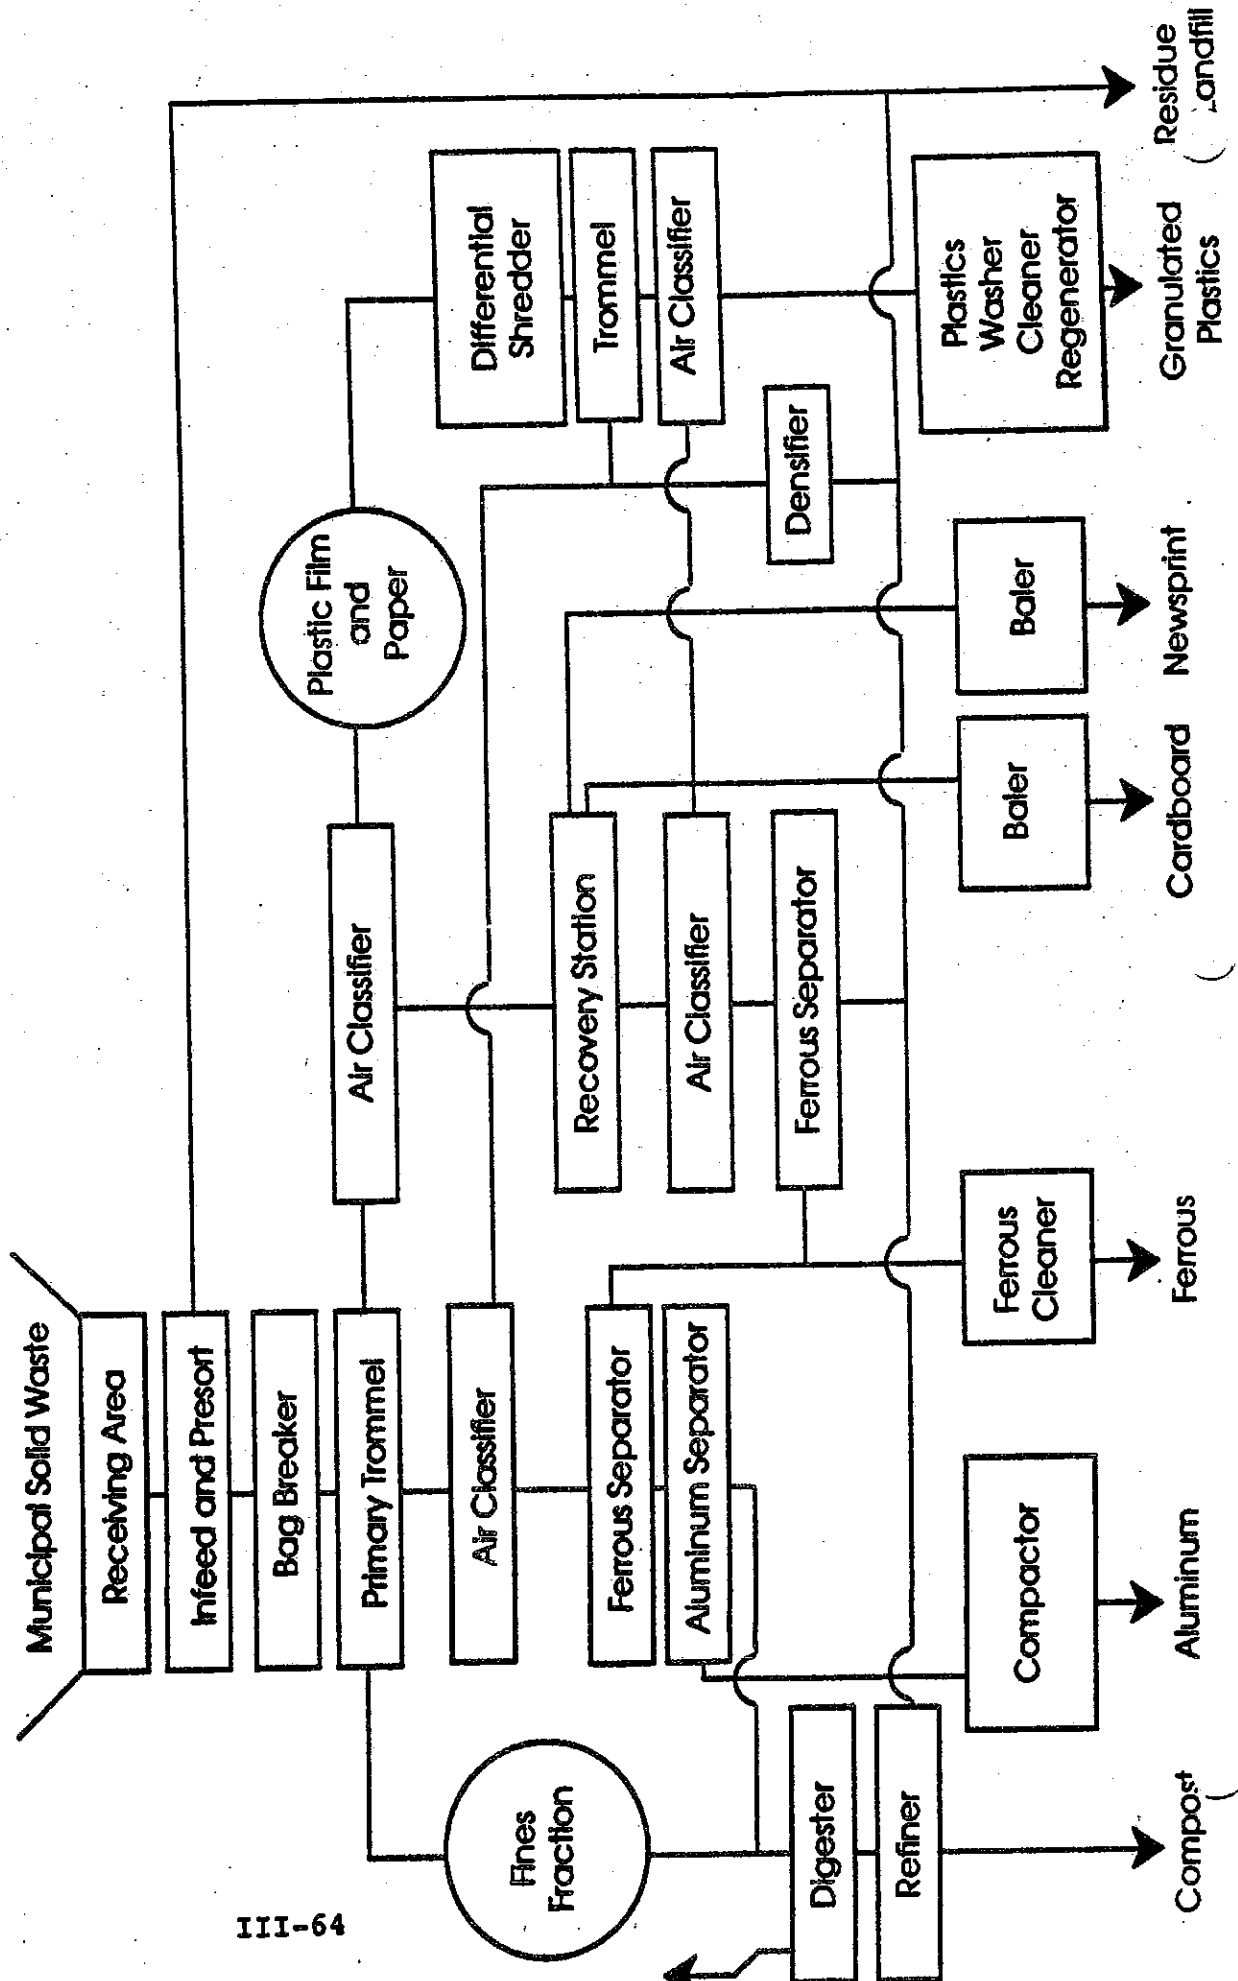 Municipal Solid Waste
Receiving Area
Infeed and Presort
Bag Breaker
Primary Trommel
Air Classifier
Plastic Film
and
Paper
Differential
Shredder
Trommel
Air Classifier
Fines
Fraction
Air Classifier
Ferrous Separator
Aluminum Separator
Recovery Station
Air Classifier
Ferrous Separator
Densifier
Digester
Refiner
Compactor
Ferrous
Cleaner
Baler
Baler
Plastics
Washer
Cleaner
Regenerator
Compost
Aluminum
Ferrous
Cardboard
Newsprint
Granulated
Plastics
Residue
Landfill
III-64